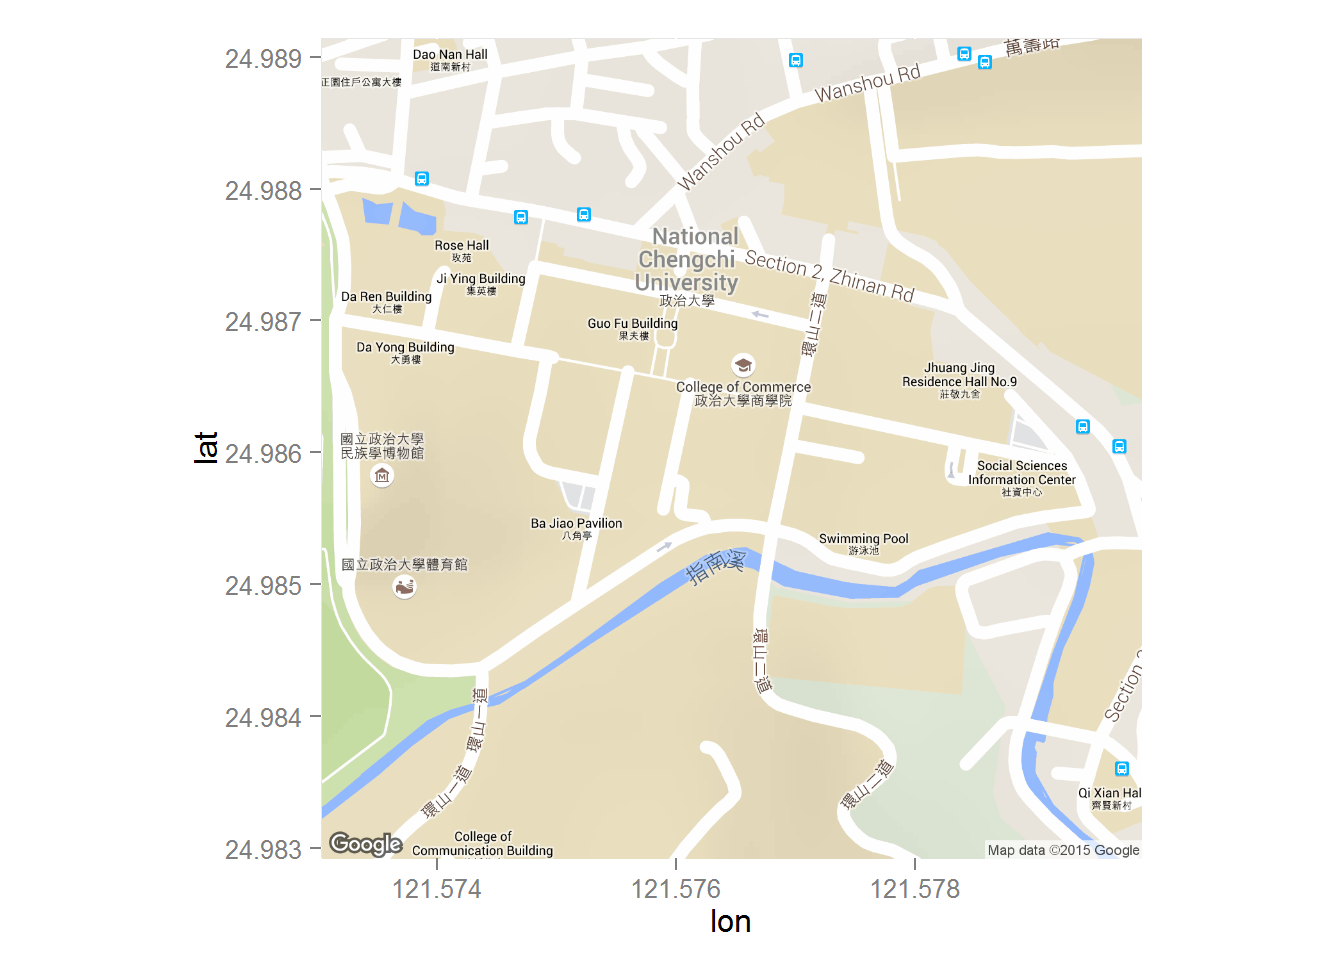 24.989
24.988
24.987
24.986
24.985
24.984
24.983
lat
121.574
121.576
121.578
lon
Dao Nan Hall
道南新村
正園住戶公寓大樓
萬壽路
Wanshou Rd
Wanshou Rd
National
Chengchi
University
政治大學
Section 2, Zhinan Rd
Rose Hall
玫苑
Ji Ying Building
集英樓
Da Ren Building
大仁樓
Guo Fu Building
果夫樓
環山二道
Da Yong Building
大勇樓
College of Commerce
政治大學商學院
Jhuang Jing
Residence Hall No.9
莊敬九舍
國立政治大學
民族學博物館
Social Sciences
Information Center
社資中心
Ba Jiao Pavilion
八角亭
Swimming Pool
游泳池
指南溪
國立政治大學體育館
環山二道
環山一道
Section
環山一道
環山二道
Qi Xian Hal
齊賢新村
College of
Communication Building
Google
Map data ©2015 Google